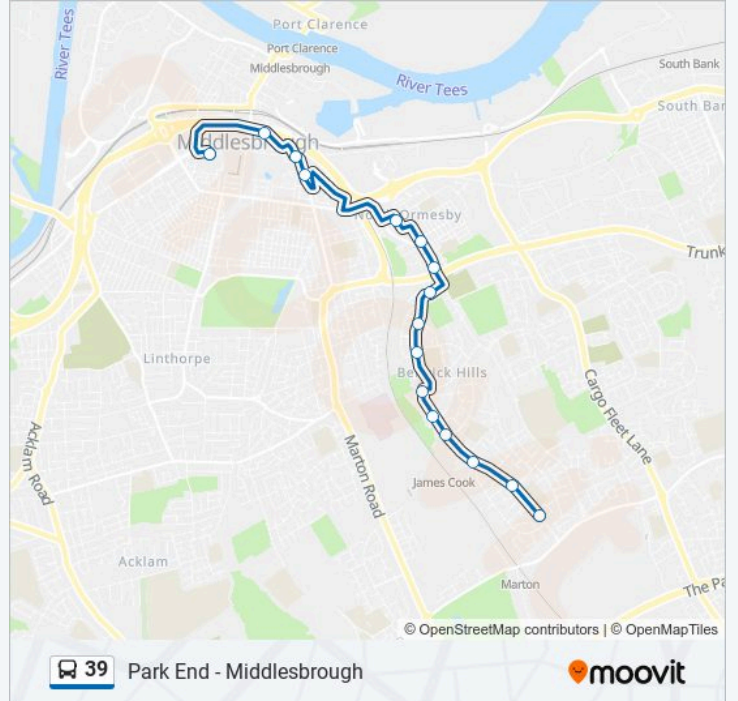 Port Clarence
River Tees
Port Clarence
Middlesbrough
River Tees
South Bank
South Ban
Middlesbrough
North Ormesby
Trunk
Linthorpe
Berwick Hills
Cargo Fleet Lane
Acklam Road
Marton Road
James Cook
Acklam
Marton
The Pa
© OpenStreetMap contributors | © OpenMapTiles
39 Park End - Middlesbrough
moovit